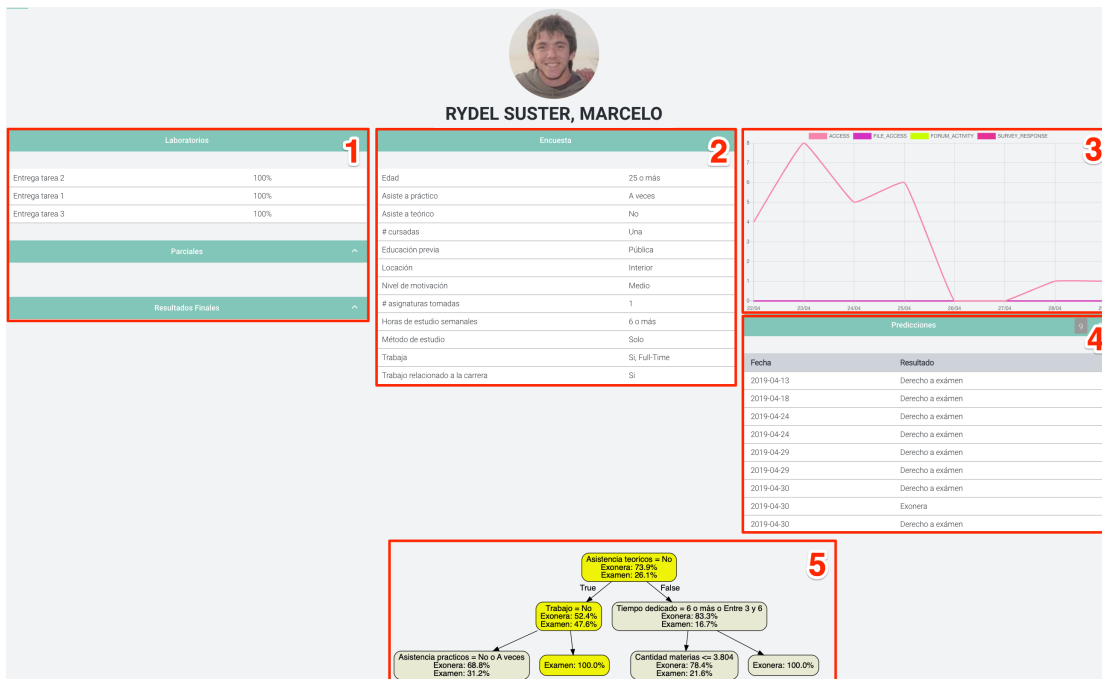 RYDEL SUSTER, MARCELO
Laboratorios
1
Entrega tarea 2 100%
Entrega tarea 1 100%
Entrega tarea 3 100%
Parciales
Resultados Finales
Encuesta
2
Edad 25 o más
Asiste a práctico A veces
Asiste a teórico No
# cursadas Una
Educación previa Pública
Locación Interior
Nivel de motivación Medio
# asignaturas tomadas 1
Horas de estudio semanales 6 o más
Método de estudio Solo
Trabaja Si, Full-Time
Trabajo relacionado a la carrera Si
ACCESS FILE_ACCESS FORUM_ACTIVITY SURVEY_RESPONSE
3
8
7
6
5
4
3
2
1
0
22/04 23/04 24/04 25/04 26/04 27/04 28/04
Predicciones 9
4
Fecha Resultado
2019-04-13 Derecho a exámen
2019-04-18 Derecho a exámen
2019-04-24 Derecho a exámen
2019-04-24 Derecho a exámen
2019-04-29 Derecho a exámen
2019-04-29 Derecho a exámen
2019-04-30 Derecho a exámen
2019-04-30 Exonera
2019-04-30 Derecho a exámen
5
Asistencia teoricos = No
Exonera: 73.9%
Examen: 26.1%
True False
Trabajo = No
Exonera: 52.4%
Examen: 47.6%
Tiempo dedicado = 6 o más o Entre 3 y 6
Exonera: 83.3%
Examen: 16.7%
Asistencia practicos = No o A veces
Exonera: 68.8%
Examen: 31.2%
Examen: 100.0%
Cantidad materias <= 3.804
Exonera: 78.4%
Examen: 21.6%
Exonera: 100.0%